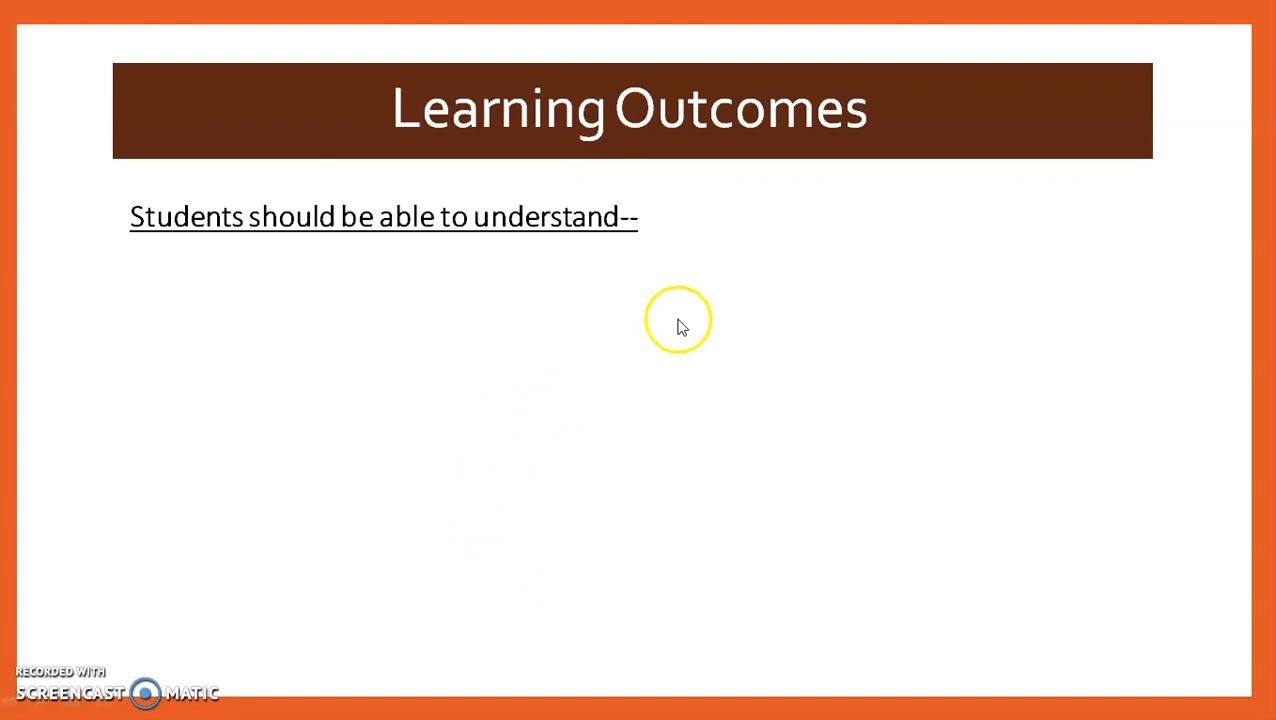 Learning Outcomes
Students should be able to understand--
RECORDED WITH
SCREENCAST MATIC